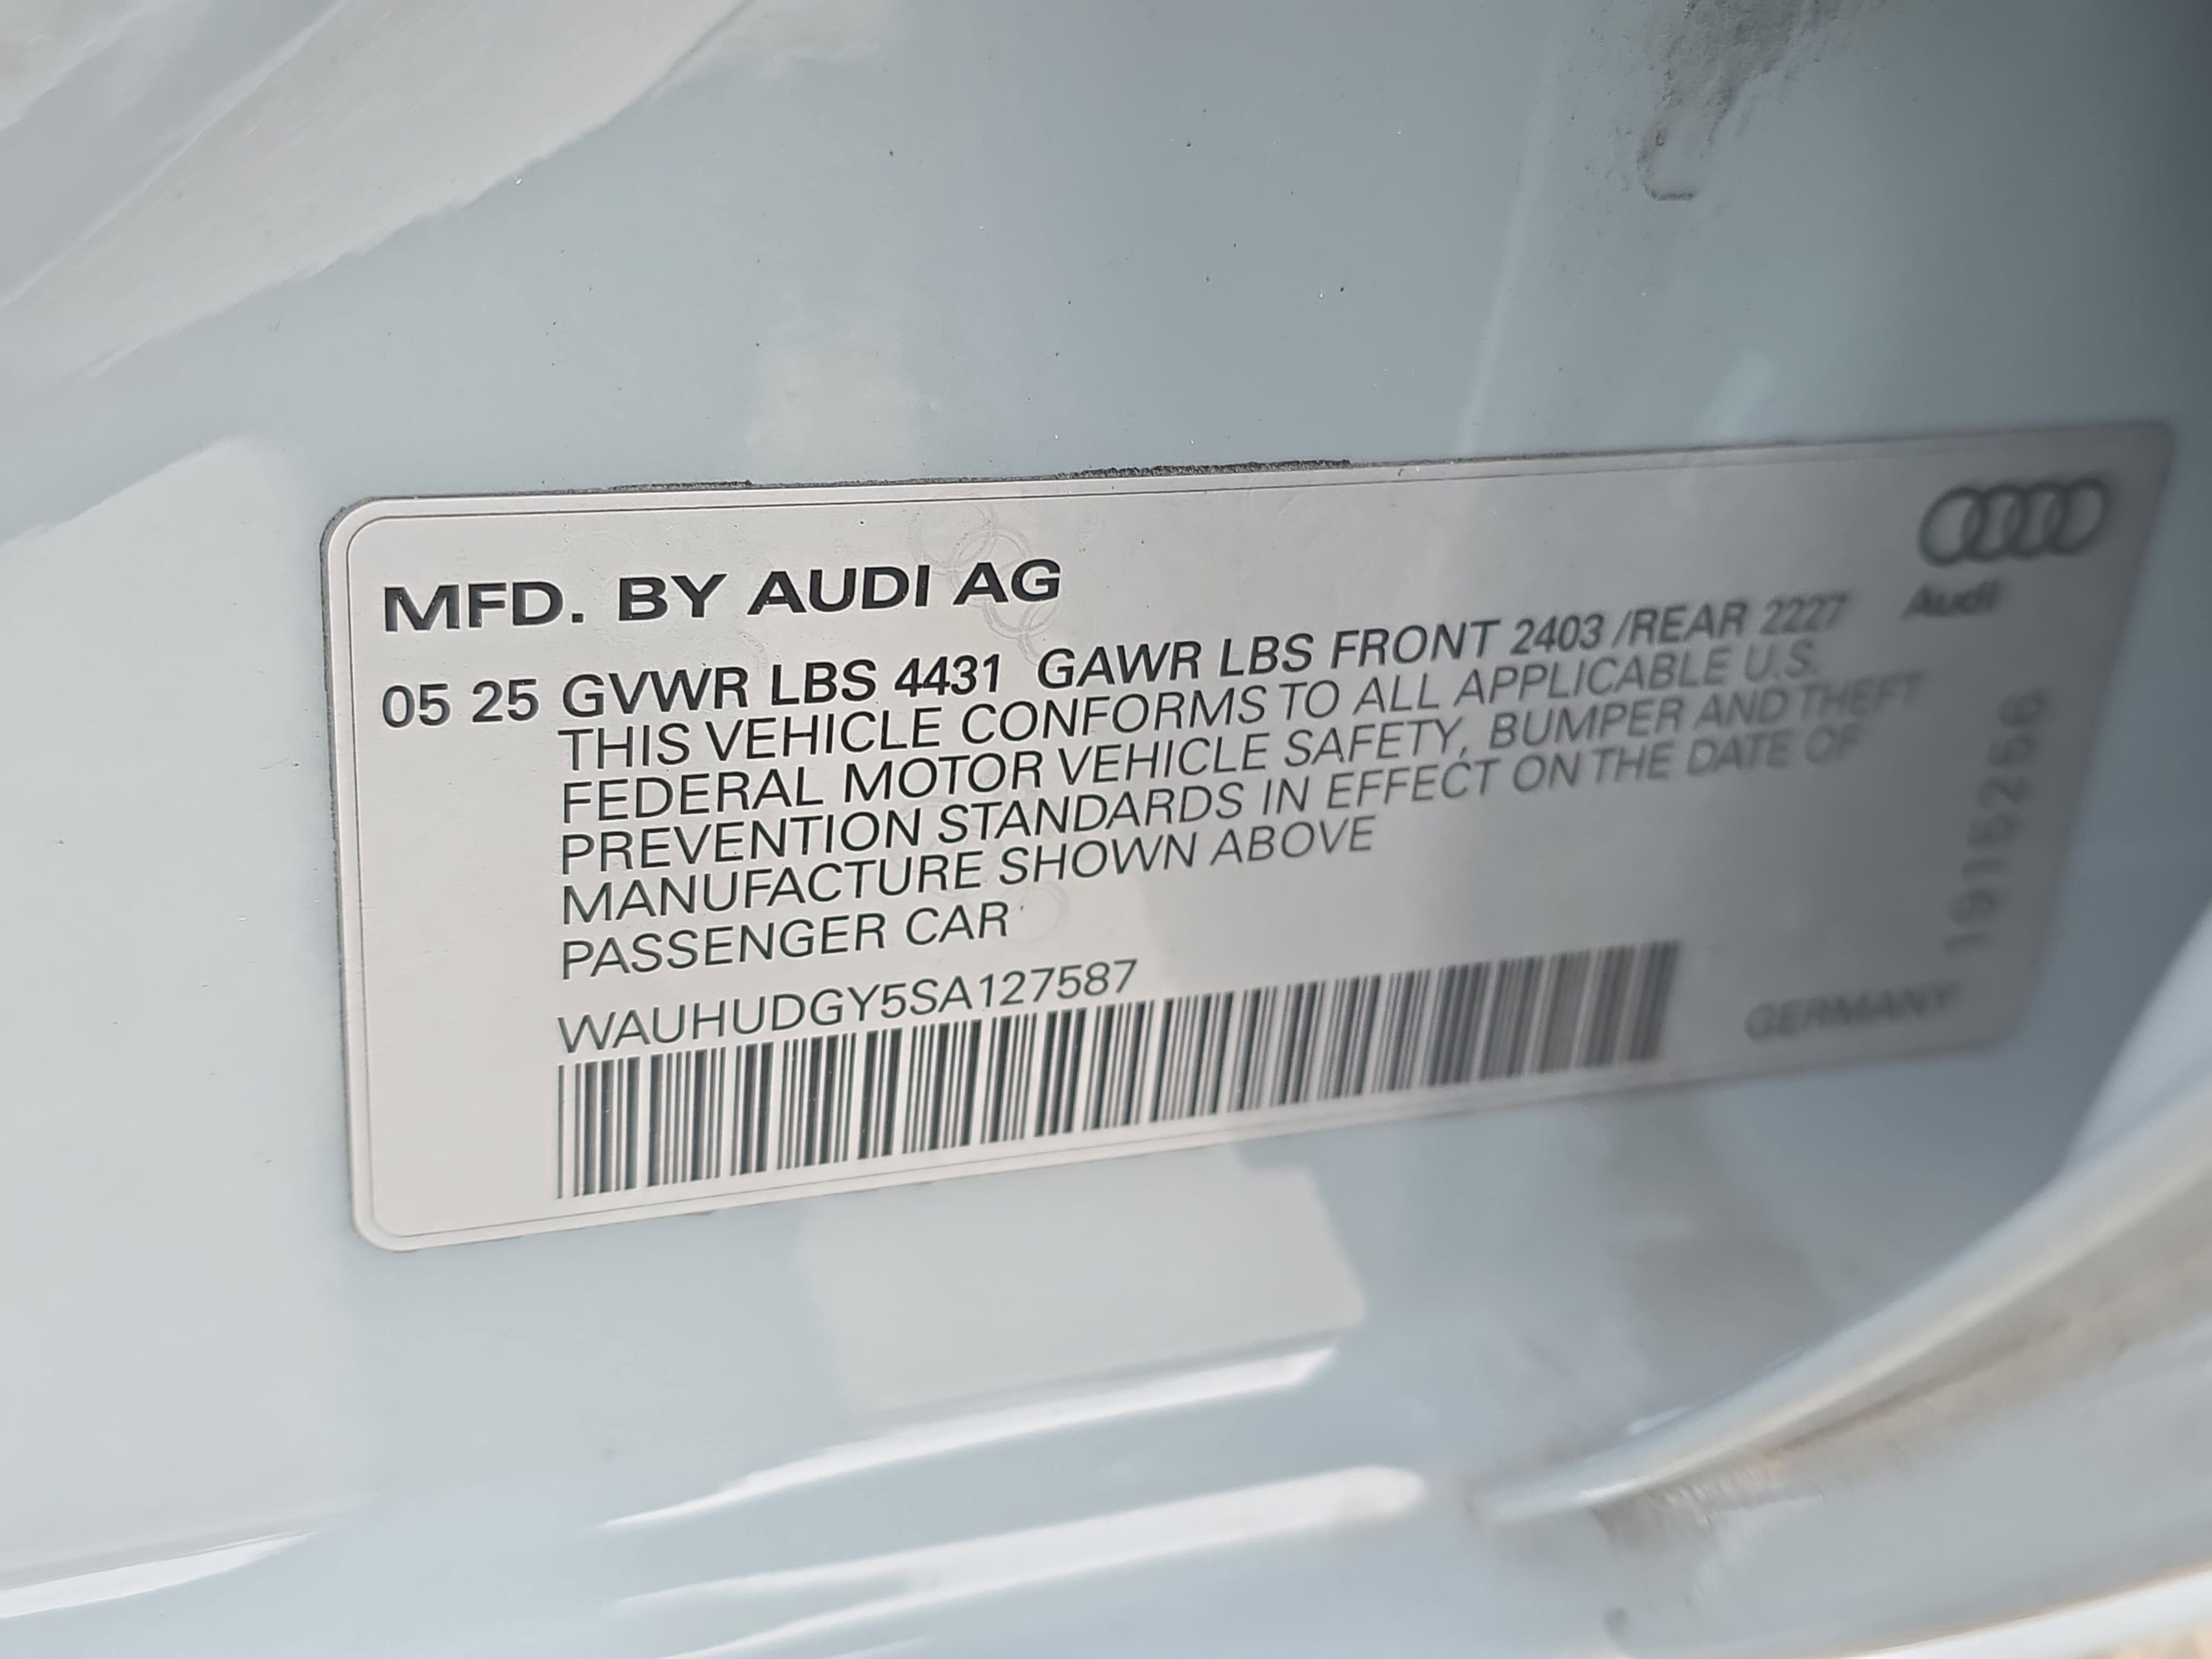 MFD. BY AUDI AG
Audi
05 25 GVWR LBS 4431 GAWR LBS FRONT 2403 /REAR 2227
THIS VEHICLE CONFORMS TO ALL APPLICABLE U.S.
FEDERAL MOTOR VEHICLE SAFETY, BUMPER AND THEFT
PREVENTION STANDARDS IN EFFECT ON THE DATE OF
MANUFACTURE SHOWN ABOVE
PASSENGER CAR
WAUHUDGY5SA127587
GERMANY
1915256